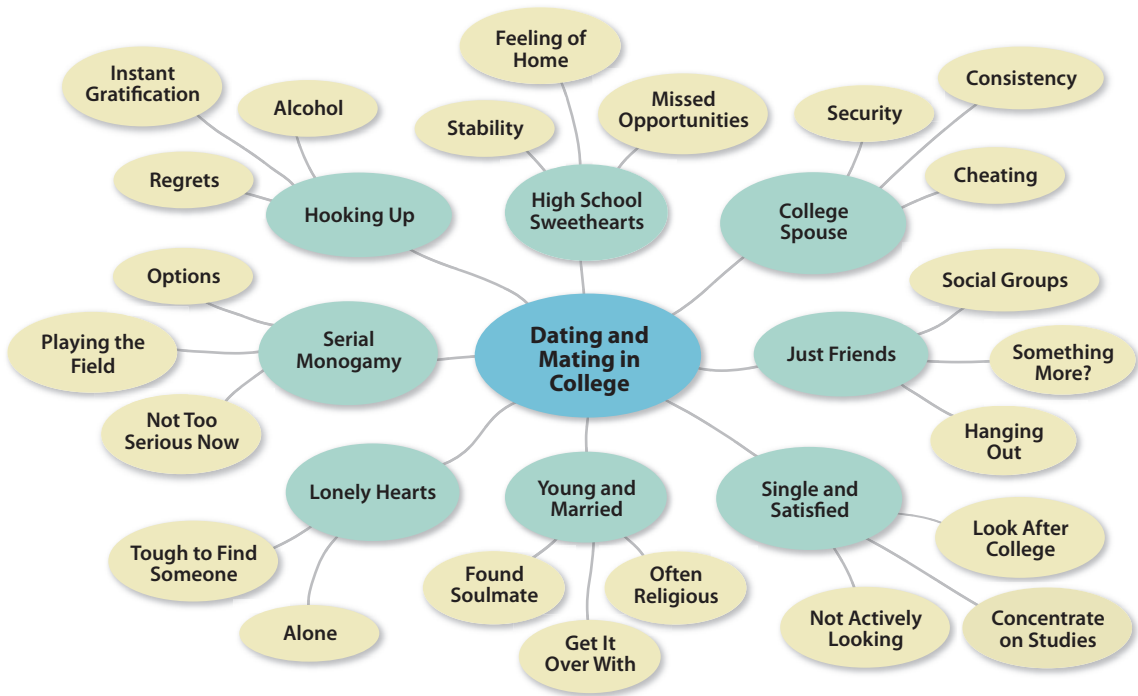 Dating and
Mating in
College
Hooking Up
Instant
Gratification
Alcohol
Regrets
High School
Sweethearts
Stability
Feeling of
Home
Missed
Opportunities
College
Spouse
Security
Consistency
Cheating
Just Friends
Social Groups
Something
More?
Hanging
Out
Single and
Satisfied
Look After
College
Concentrate
on Studies
Not Actively
Looking
Young and
Married
Found
Soulmate
Get It
Over With
Often
Religious
Lonely Hearts
Tough to Find
Someone
Alone
Serial
Monogamy
Options
Playing the
Field
Not Too
Serious Now